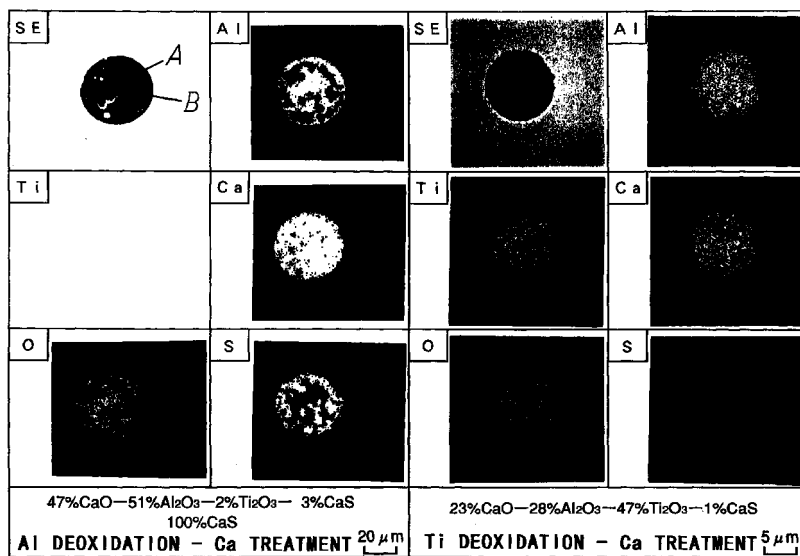 SE
Al
SE
Al
A
B
Ti
Ca
Ti
Ca
O
S
O
S
47%CaO—51%Al₂O₃—2%Ti₂O₃— 3%CaS
100%CaS
Al DEOXIDATION - Ca TREATMENT 20μm
23%CaO—28%Al₂O₃—47%Ti₂O₃—1%CaS
Ti DEOXIDATION - Ca TREATMENT 5μm